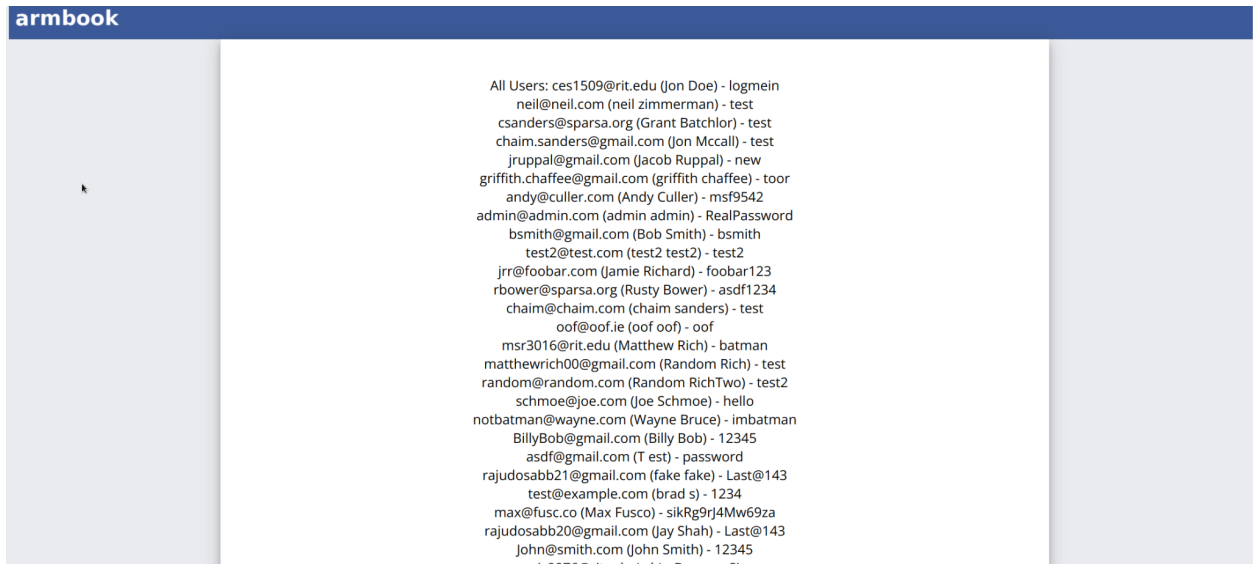 armbook
All Users: ces1509@rit.edu (Jon Doe) - logmein
neil@neil.com (neil zimmerman) - test
csanders@sparsa.org (Grant Batchlor) - test
chaim.sanders@gmail.com (Jon Mccall) - test
jruppal@gmail.com (Jacob Ruppal) - new
griffith.chaffee@gmail.com (griffith chaffee) - toor
andy@culler.com (Andy Culler) - msf9542
admin@admin.com (admin admin) - RealPassword
bsmith@gmail.com (Bob Smith) - bsmith
test2@test.com (test2 test2) - test2
jrr@foobar.com (Jamie Richard) - foobar123
rbower@sparsa.org (Rusty Bower) - asdf1234
chaim@chaim.com (chaim sanders) - test
oof@oof.ie (oof oof) - oof
msr3016@rit.edu (Matthew Rich) - batman
matthewrich00@gmail.com (Random Rich) - test
random@random.com (Random RichTwo) - test2
schmoe@joe.com (Joe Schmoe) - hello
notbatman@wayne.com (Wayne Bruce) - imbatman
BillyBob@gmail.com (Billy Bob) - 12345
asdf@gmail.com (T est) - password
rajudosabb21@gmail.com (fake fake) - Last@143
test@example.com (brad s) - 1234
max@fusc.co (Max Fusco) - sikRg9rJ4Mw69za
rajudosabb20@gmail.com (Jay Shah) - Last@143
John@smith.com (John Smith) - 12345